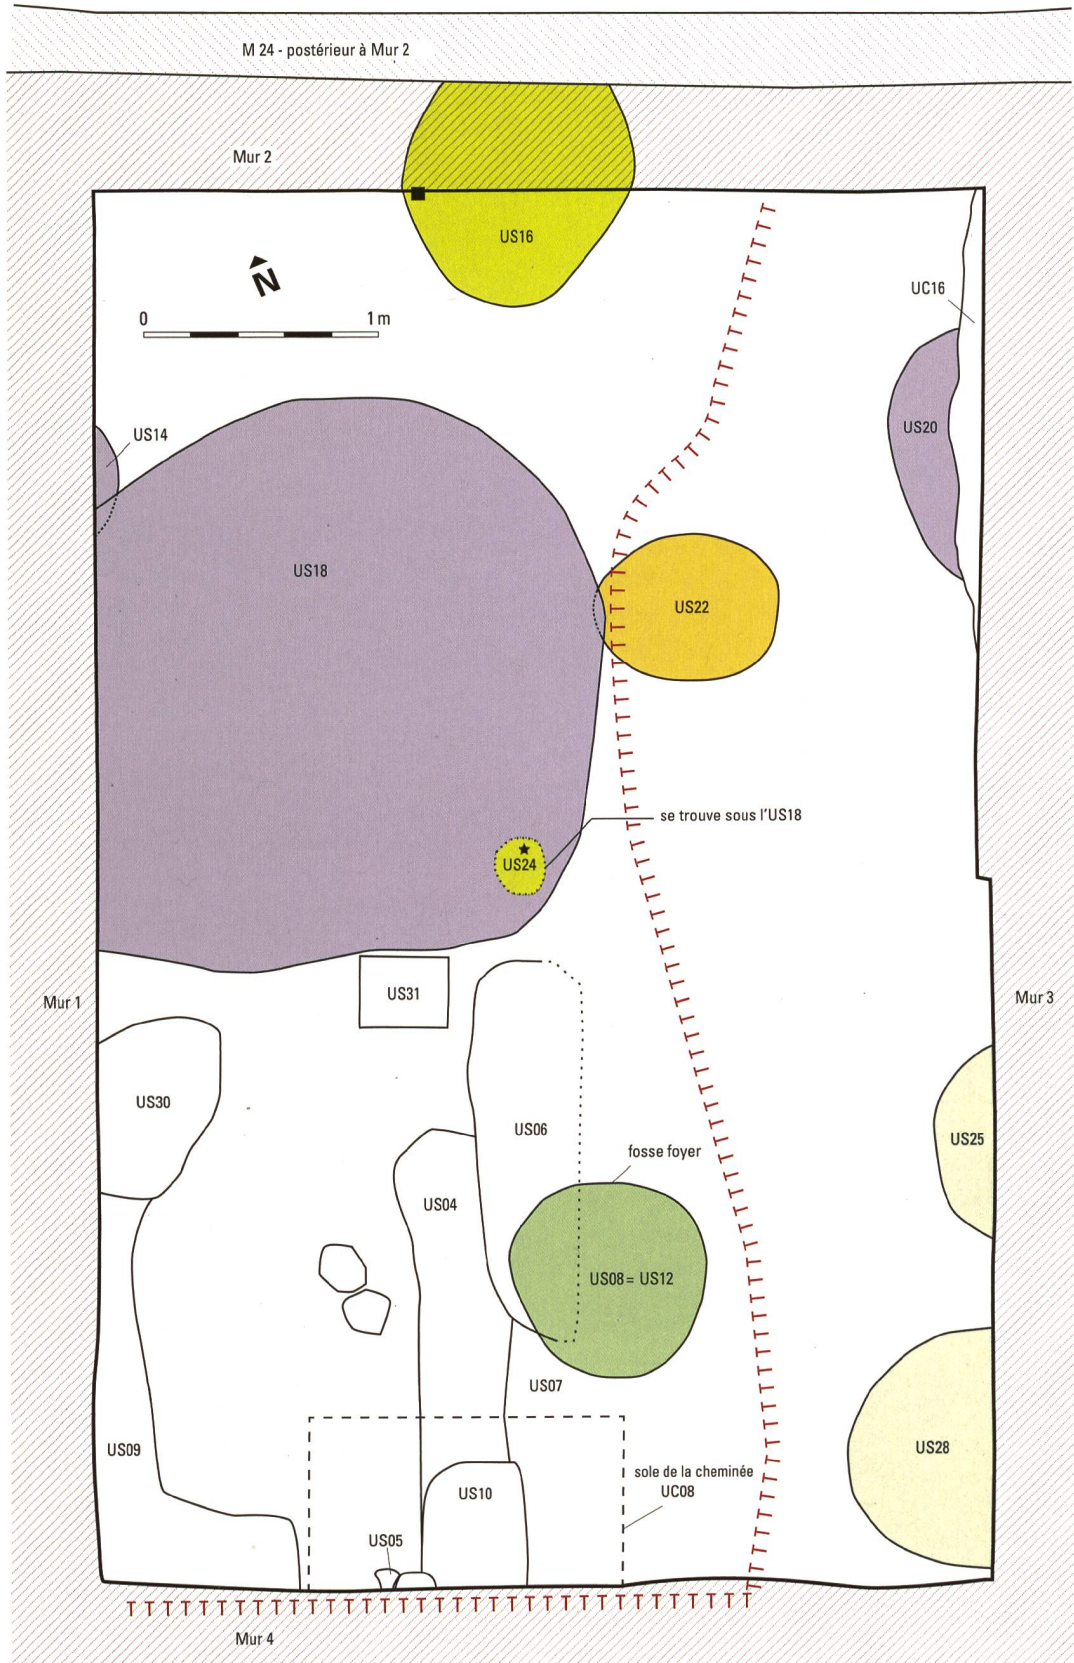 M 24 - postérieur à Mur 2
Mur 2
US16
N
0 1 m
UC16
US14
US20
US18
US22
se trouve sous l'US18
US24
Mur 1
US31
Mur 3
US30
US06
US25
fosse foyer
US04
US08 = US12
US07
US09
US28
sole de la cheminée
UC08
US10
US05
Mur 4